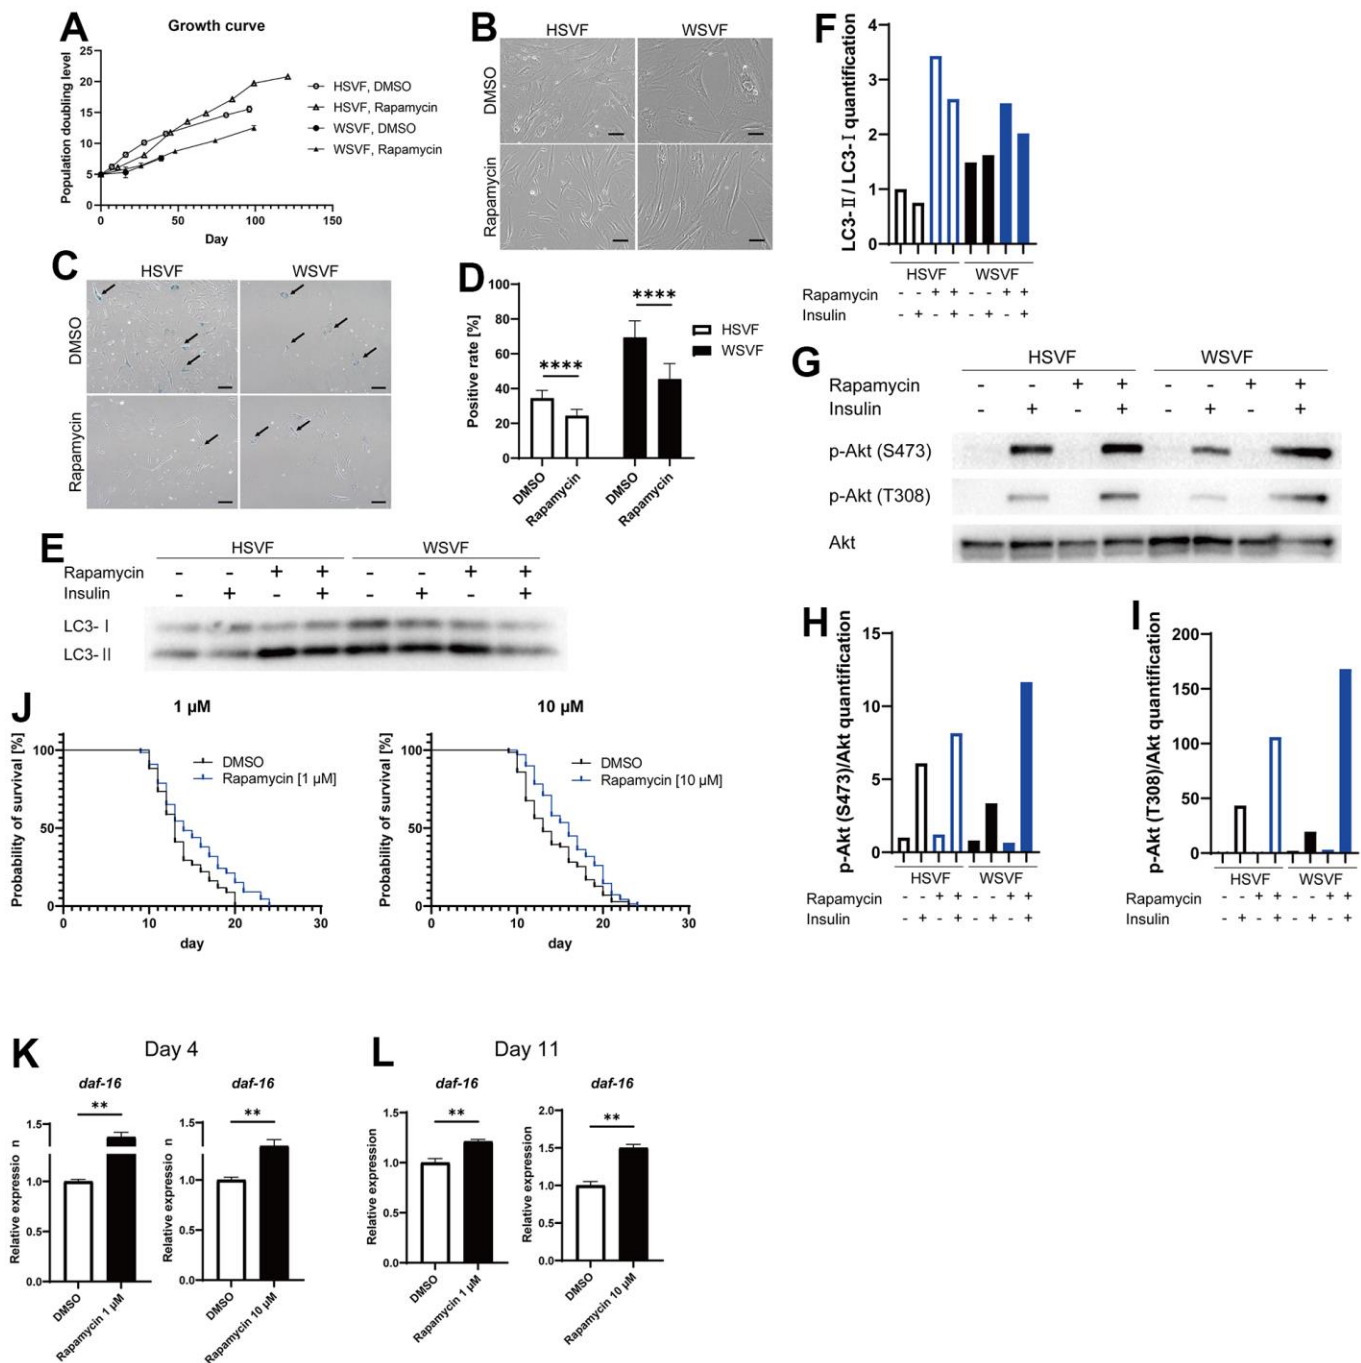 A
Growth curve
Population doubling level
25
20
15
10
5
0
0 50 100 150
Day
HSVF, DMSO
HSVF, Rapamycin
WSVF, DMSO
WSVF, Rapamycin
B
HSVF WSVF
DMSO
Rapamycin
C
HSVF WSVF
DMSO
Rapamycin
D
Positive rate [%]
100
80
60
40
20
0
**** ****
HSVF
WSVF
DMSO Rapamycin DMSO Rapamycin
E
HSVF WSVF
Rapamycin - - + + - - + +
Insulin - + - + - + - +
LC3-Ⅰ
LC3-Ⅱ
F
LC3-Ⅱ / LC3-Ⅰ quantification
4
3
2
1
0
HSVF WSVF
Rapamycin - - + + - - + +
Insulin - + - + - + - +
G
HSVF WSVF
Rapamycin - - + + - - + +
Insulin - + - + - + - +
p-Akt (S473)
p-Akt (T308)
Akt
H
p-Akt (S473)/Akt quantification
15
10
5
0
HSVF WSVF
Rapamycin - - + + - - + +
Insulin - + - + - + - +
I
p-Akt (T308)/Akt quantification
200
150
100
50
0
HSVF WSVF
Rapamycin - - + + - - + +
Insulin - + - + - + - +
J
1 μM
Probability of survival [%]
100
50
0
0 10 20 30
day
DMSO
Rapamycin [1 μM]
10 μM
Probability of survival [%]
100
50
0
0 10 20 30
day
DMSO
Rapamycin [10 μM]
K
Day 4
daf-16
**
Relative expressio n
1.5
1.0
0.5
0.0
DMSO
Rapamycin 1 μM
daf-16
**
Relative expressio n
1.5
1.0
0.5
0.0
DMSO
Rapamycin 10 μM
L
Day 11
daf-16
**
Relative expression
1.5
1.0
0.5
0.0
DMSO
Rapamycin 1 μM
daf-16
**
Relative expression
2.0
1.5
1.0
0.5
0.0
DMSO
Rapamycin 10 μM